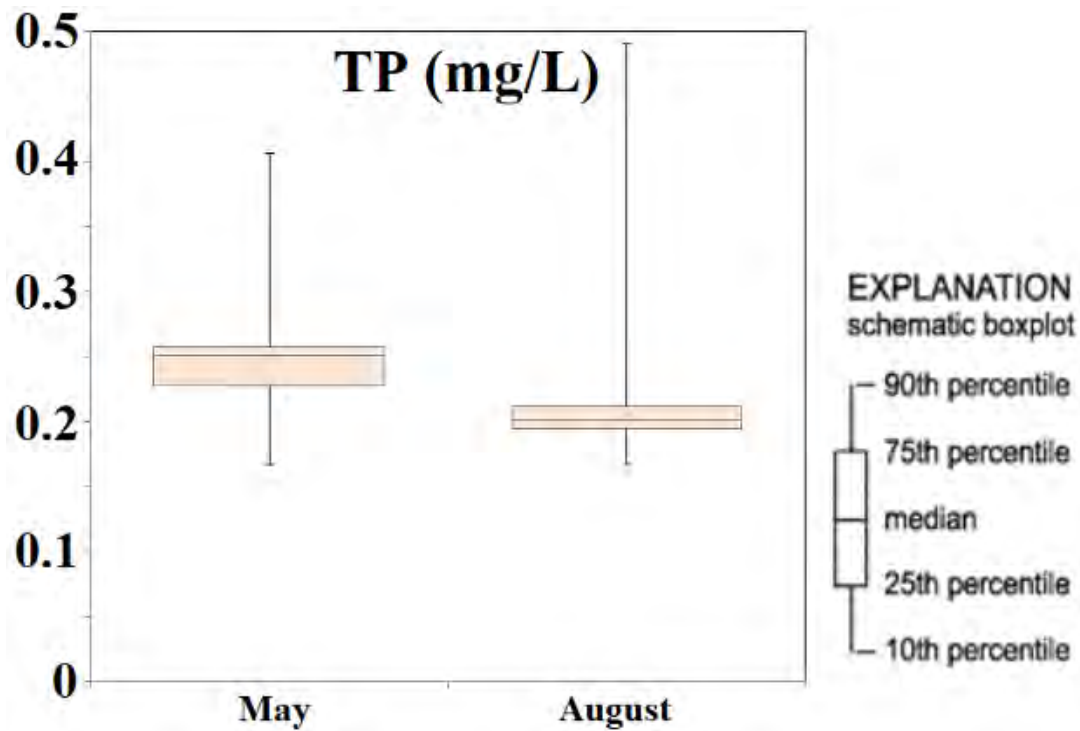 TP (mg/L)
0.5
0.4
0.3
0.2
0.1
0
May August
EXPLANATION
schematic boxplot
90th percentile
75th percentile
median
25th percentile
10th percentile